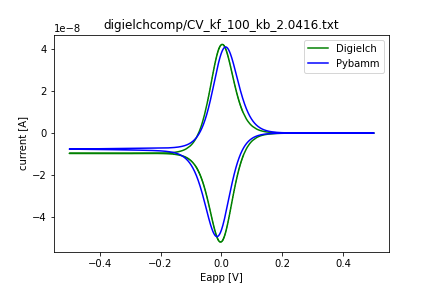 digielchcomp/CV_kf_100_kb_2.0416.txt
1e−8
Digielch
Pybamm
4
2
0
−2
−4
current [A]
−0.4 −0.2 0.0 0.2 0.4
Eapp [V]